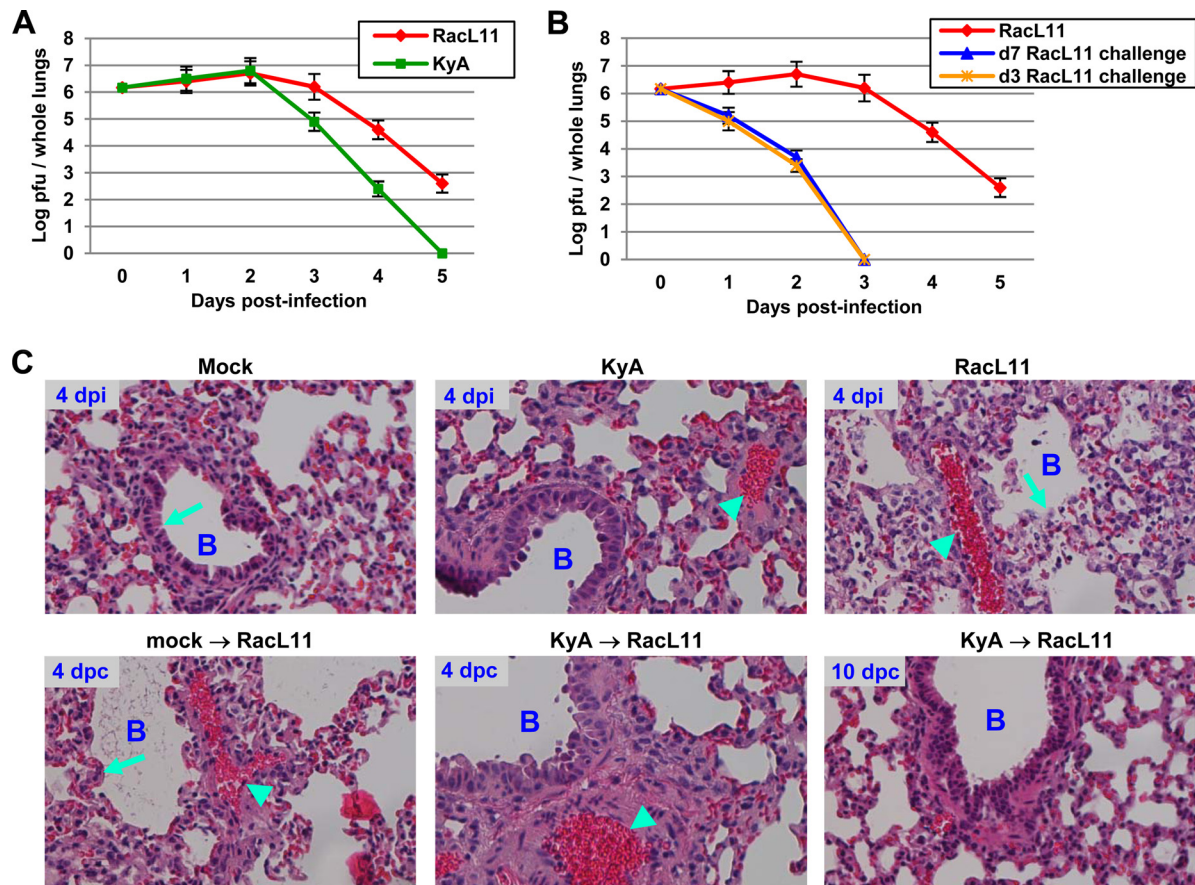 A
RacL11
KyA
Log pfu / whole lungs
8
7
6
5
4
3
2
1
0
0 1 2 3 4 5
Days post-infection
B
RacL11
d7 RacL11 challenge
d3 RacL11 challenge
Log pfu / whole lungs
8
7
6
5
4
3
2
1
0
0 1 2 3 4 5
Days post-infection
C
Mock
4 dpi
B
KyA
4 dpi
B
RacL11
4 dpi
B
mock → RacL11
4 dpc
B
KyA → RacL11
4 dpc
B
KyA → RacL11
10 dpc
B